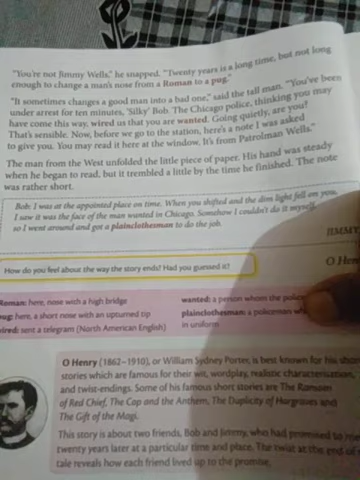 "You're not Jimmy Wells," he snapped. "Twenty years is a long time, but not long
enough to change a man's nose from a Roman to a pug."
"It sometimes changes a good man into a bad one," said the tall man. "You've been
under arrest for ten minutes, 'Silky' Bob. The Chicago police, thinking you may
have come this way, wired us that you are wanted. Going quietly, are you?
That's sensible. Now, before we go to the station, here's a note I was asked
to give you. You may read it here at the window. It's from Patrolman Wells."
The man from the West unfolded the little piece of paper. His hand was steady
when he began to read, but it trembled a little by the time he finished. The note
was rather short.
Bob: I was at the appointed place on time. When you shifted and the dim light fell on you,
I saw it was the face of the man wanted in Chicago. Somehow I couldn't do it myself,
so I went around and got a plainclothesman to do the job.
JIMMY
O Hen
How do you feel about the way the story ends? Had you guessed it?
Roman: here, nose with a high bridge
pug: here, a short nose with an upturned tip
wired: sent a telegram (North American English)
wanted: a person whom the police
plainclothesman: a policeman
in uniform
O Henry (1862–1910), or William Sydney Porter, is best known for his short
stories which are famous for their wit, wordplay, realistic characterisation,
and twist-endings. Some of his famous short stories are The Ransom
of Red Chief, The Cop and the Anthem, The Duplicity of Hargraves and
The Gift of the Magi.
This story is about two friends, Bob and Jimmy, who had promised to
twenty years later at a particular time and place. The twist at the end of
tale reveals how each friend lived up to the promise.